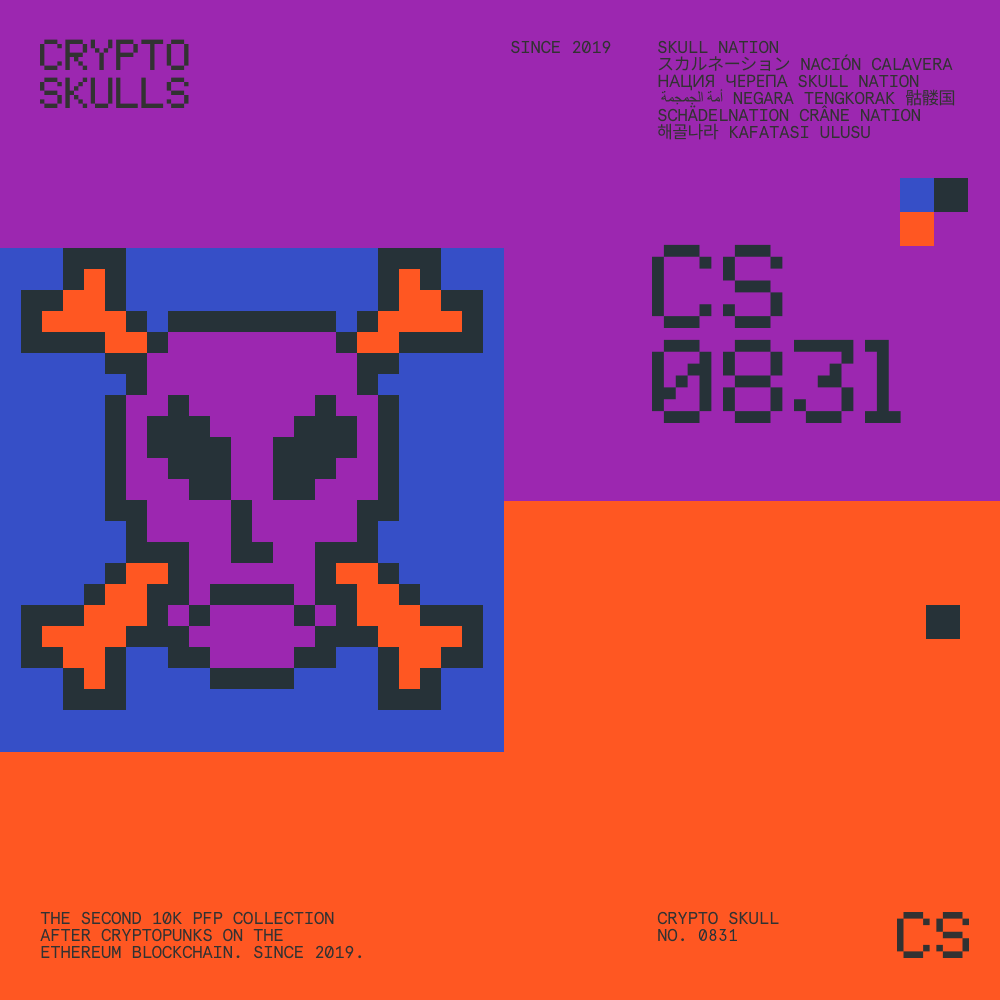 CRYPTO
SKULLS
SINCE 2019
SKULL NATION
スカルネーション NACIÓN CALAVERA
НАЦИЯ ЧЕРЕПА SKULL NATION
أمة الجمجمة NEGARA TENGKORAK 骷髅国
SCHÄDELNATION CRÂNE NATION
해골나라 KAFATASI ULUSU
CS
0831
THE SECOND 10K PFP COLLECTION
AFTER CRYPTOPUNKS ON THE
ETHEREUM BLOCKCHAIN. SINCE 2019.
CRYPTO SKULL
NO. 0831
CS